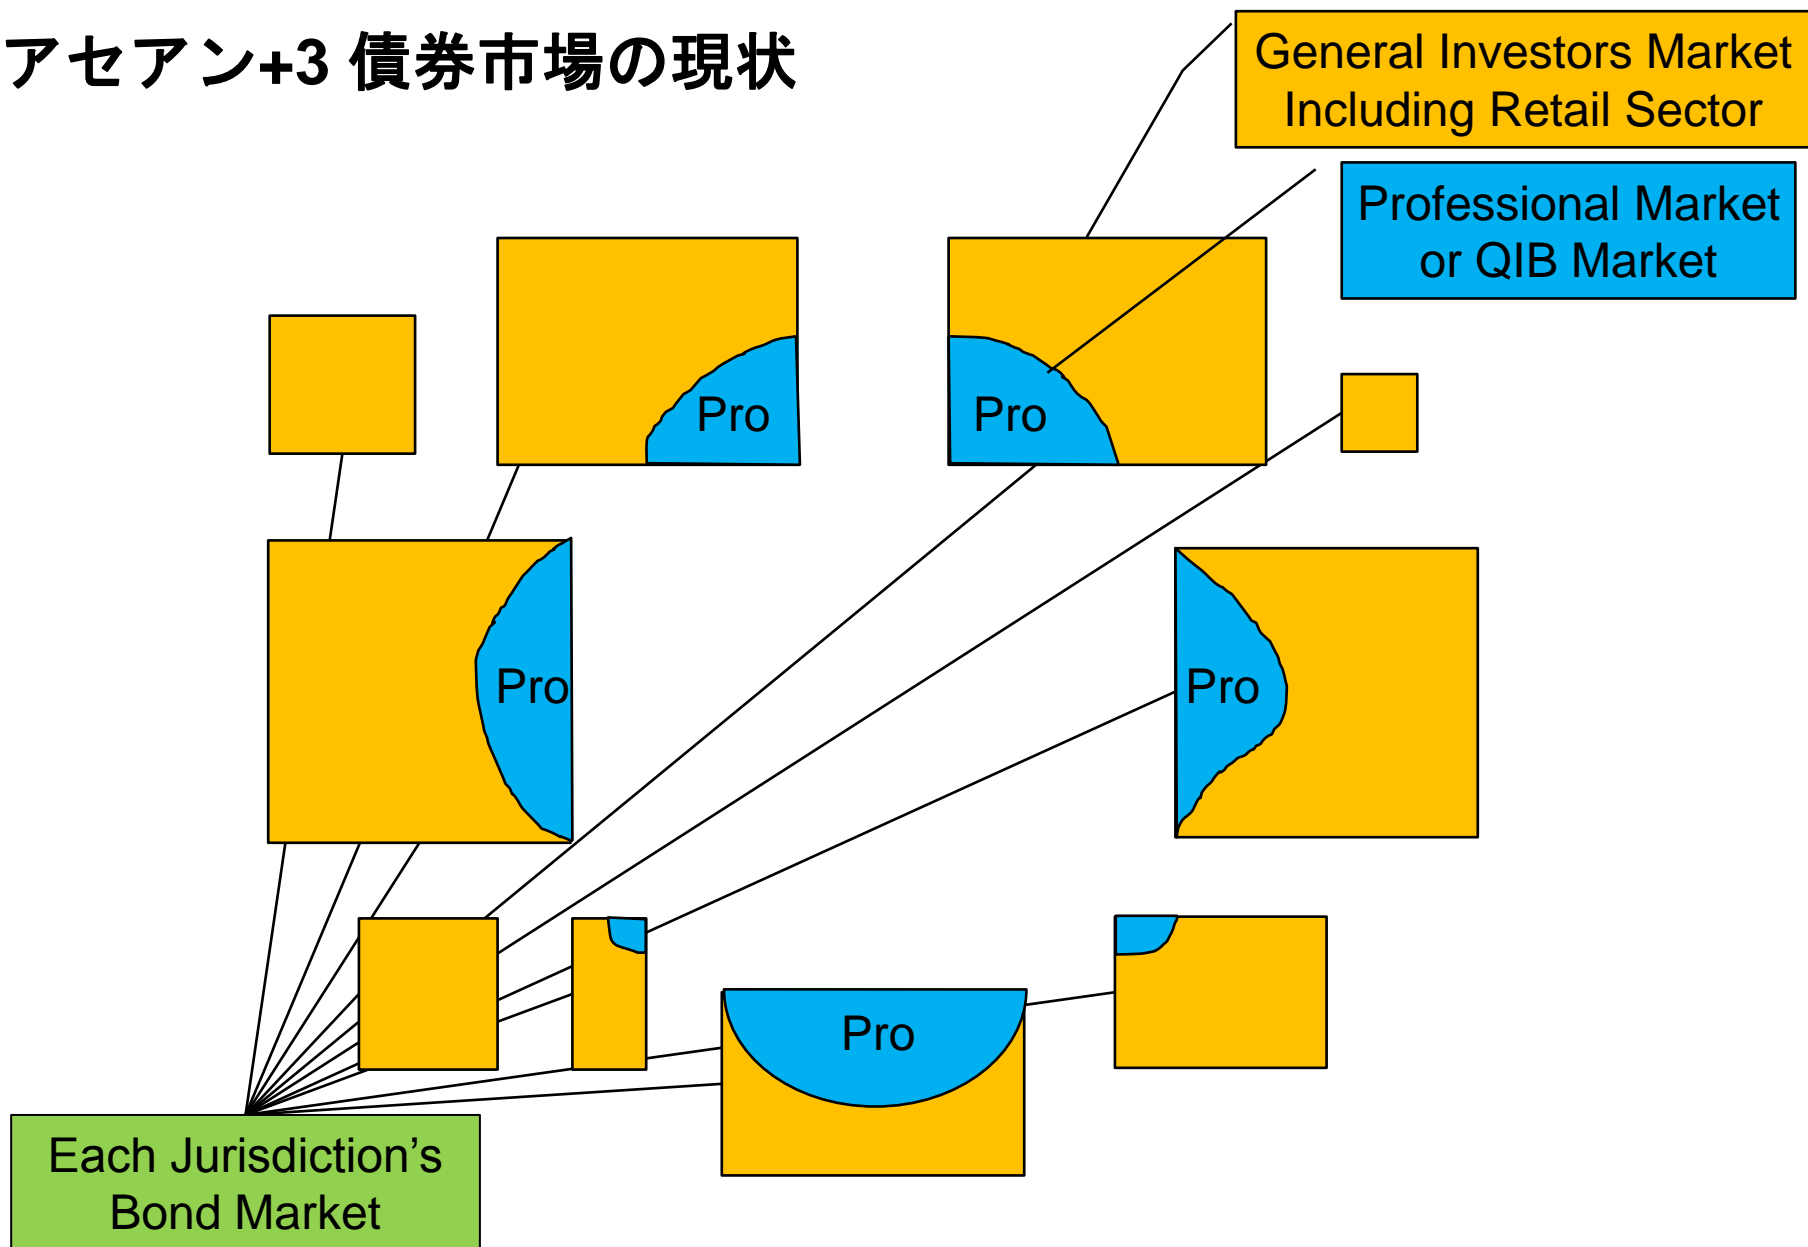 アセアン+3 債券市場の現状
General Investors Market
Including Retail Sector
Professional Market
or QIB Market
Pro
Pro
Pro
Pro
Pro
Each Jurisdiction’s
Bond Market